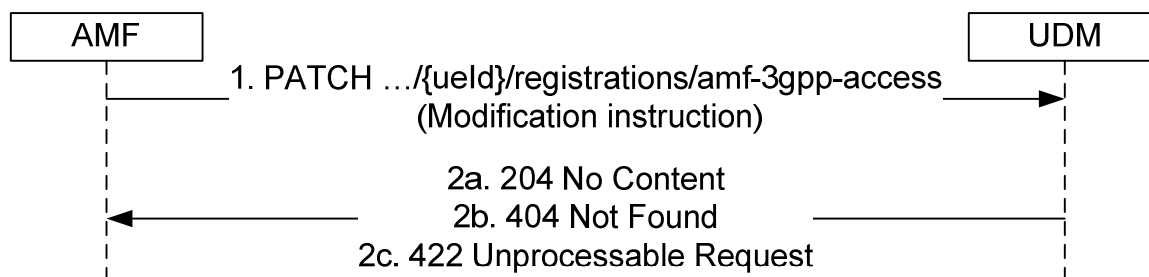 AMF
UDM
1. PATCH …/{ueId}/registrations/amf-3gpp-access
(Modification instruction)
2a. 204 No Content
2b. 404 Not Found
2c. 422 Unprocessable Request